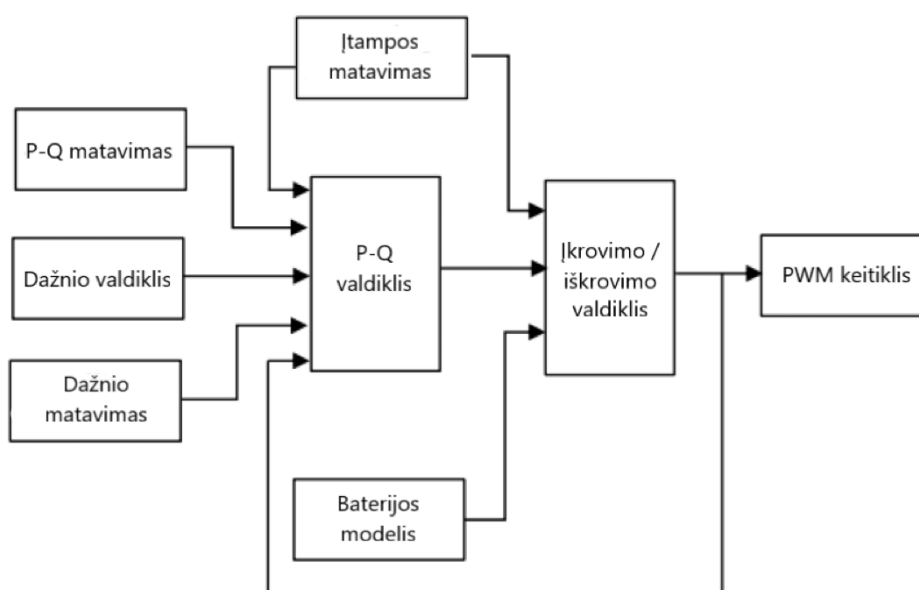 Įtampos
matavimas
P-Q matavimas
Dažnio valdiklis
Dažnio
matavimas
P-Q
valdiklis
Įkrovimo /
iškrovimo
valdiklis
PWM keitiklis
Baterijos
modelis